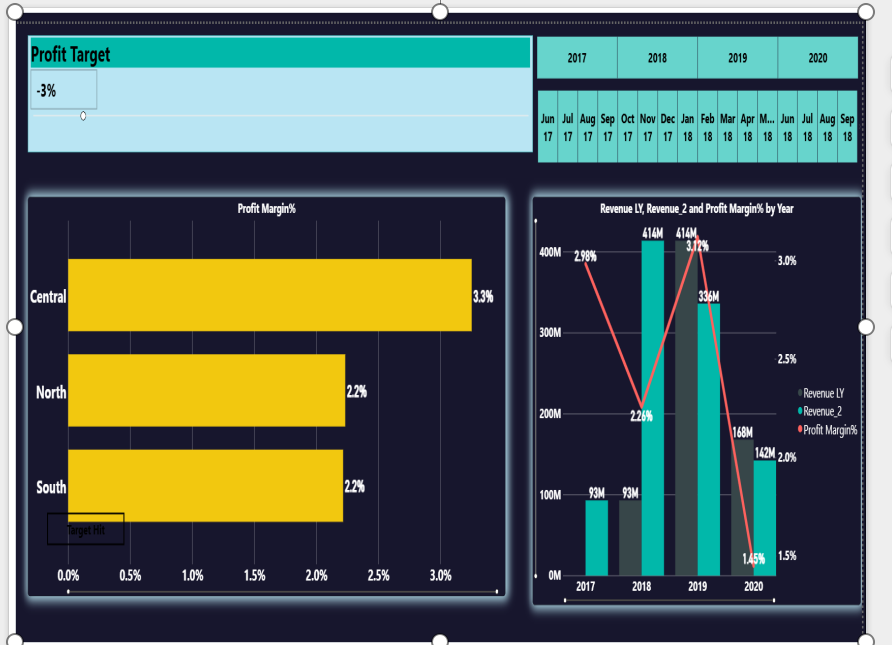 Profit Target
-3%
2017 2018 2019 2020
Jun Jul Aug Sep Oct Nov Dec Jan Feb Mar Apr M... Jun Jul Aug Sep
17 17 17 17 17 17 17 18 18 18 18 18 18 18 18 18
Profit Margin%
Central 3.3%
North 2.2%
South 2.2%
Target Hit
0.0% 0.5% 1.0% 1.5% 2.0% 2.5% 3.0%
Revenue LY, Revenue_2 and Profit Margin% by Year
414M 414M
400M 2.98% 3.12% 3.0%
336M
300M
2.5%
Revenue LY
Revenue_2
200M 2.26%
Profit Margin%
168M
142M 2.0%
100M 93M 93M
1.45% 1.5%
0M
2017 2018 2019 2020